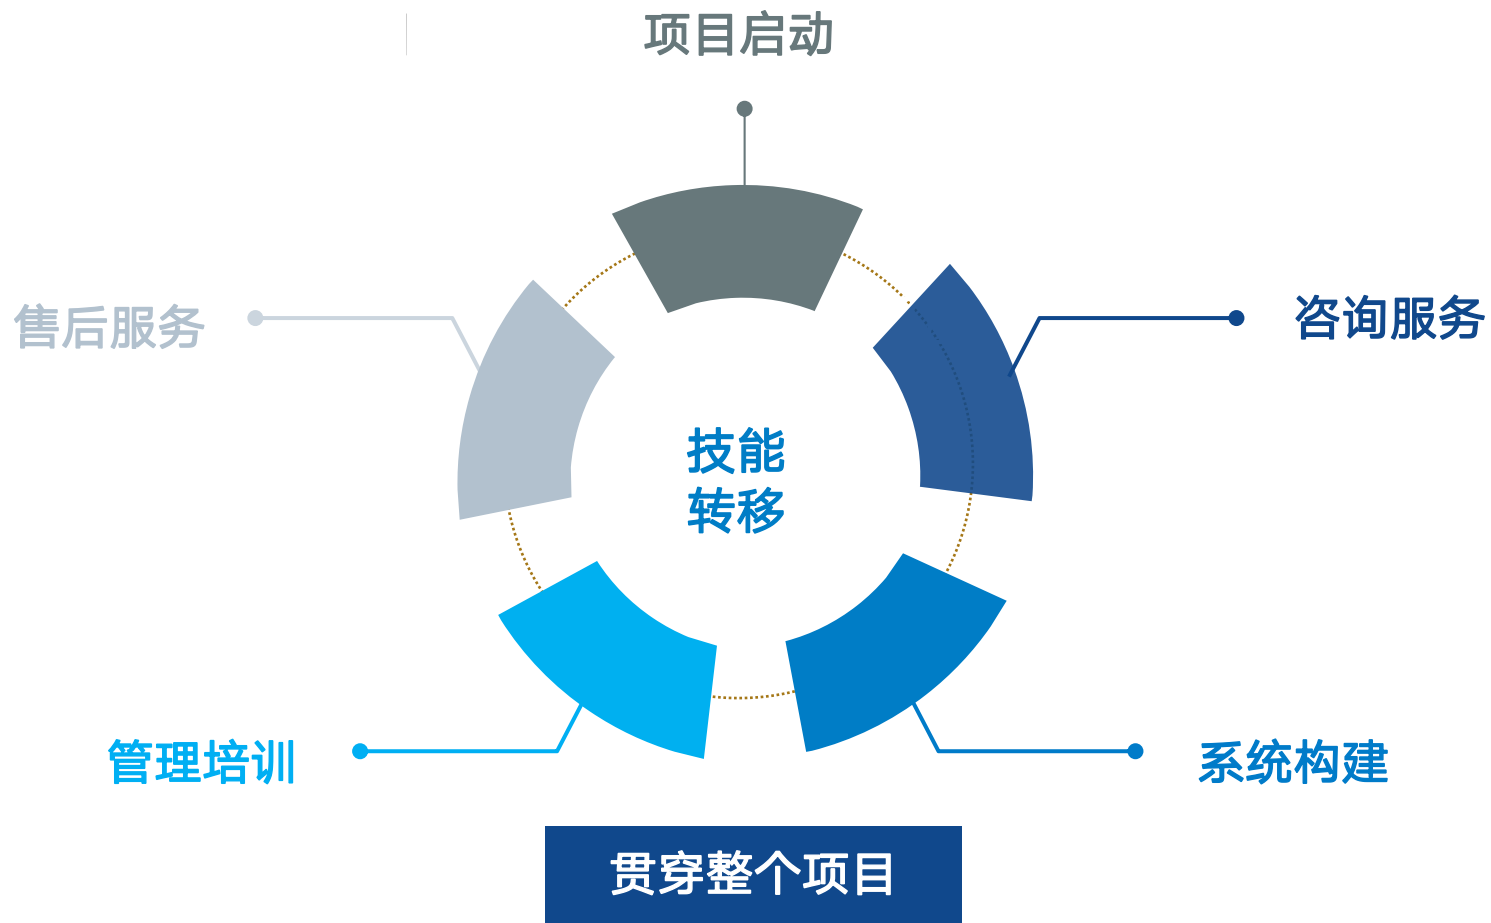 项目启动
售后服务
咨询服务
技能
转移
管理培训
系统构建
贯穿整个项目